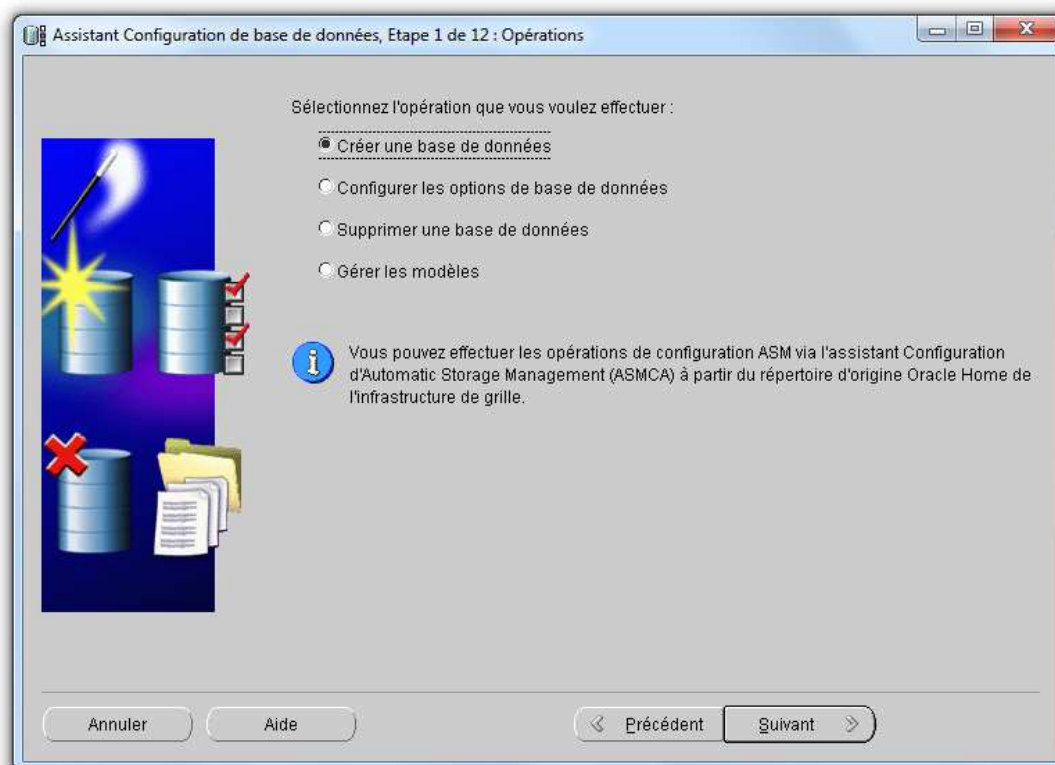 Assistant Configuration de base de données, Etape 1 de 12 : Opérations
Sélectionnez l'opération que vous voulez effectuer :
Créer une base de données
Configurer les options de base de données
Supprimer une base de données
Gérer les modèles
Vous pouvez effectuer les opérations de configuration ASM via l'assistant Configuration
d'Automatic Storage Management (ASMCA) à partir du répertoire d'origine Oracle Home de
l'infrastructure de grille.
Annuler
Aide
Précédent
Suivant